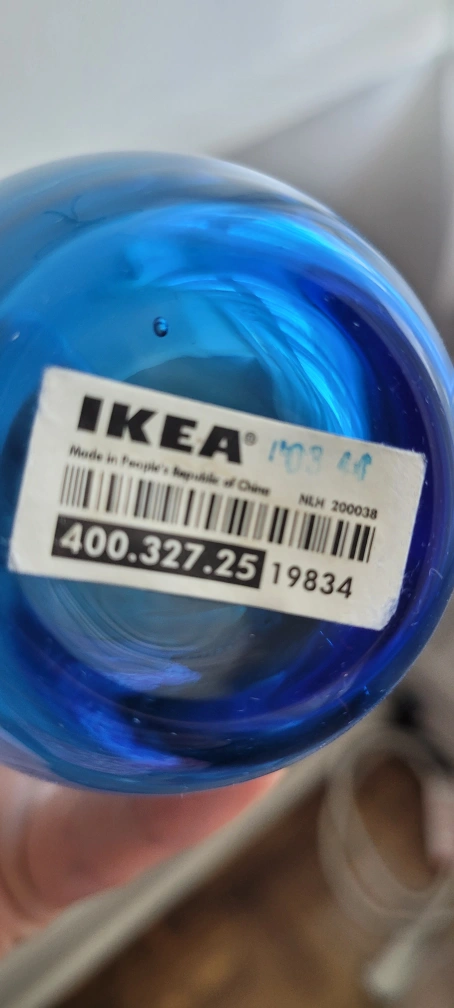 IKEA®
Made in People's Republic of China
NLH 200038
400.327.25 19834